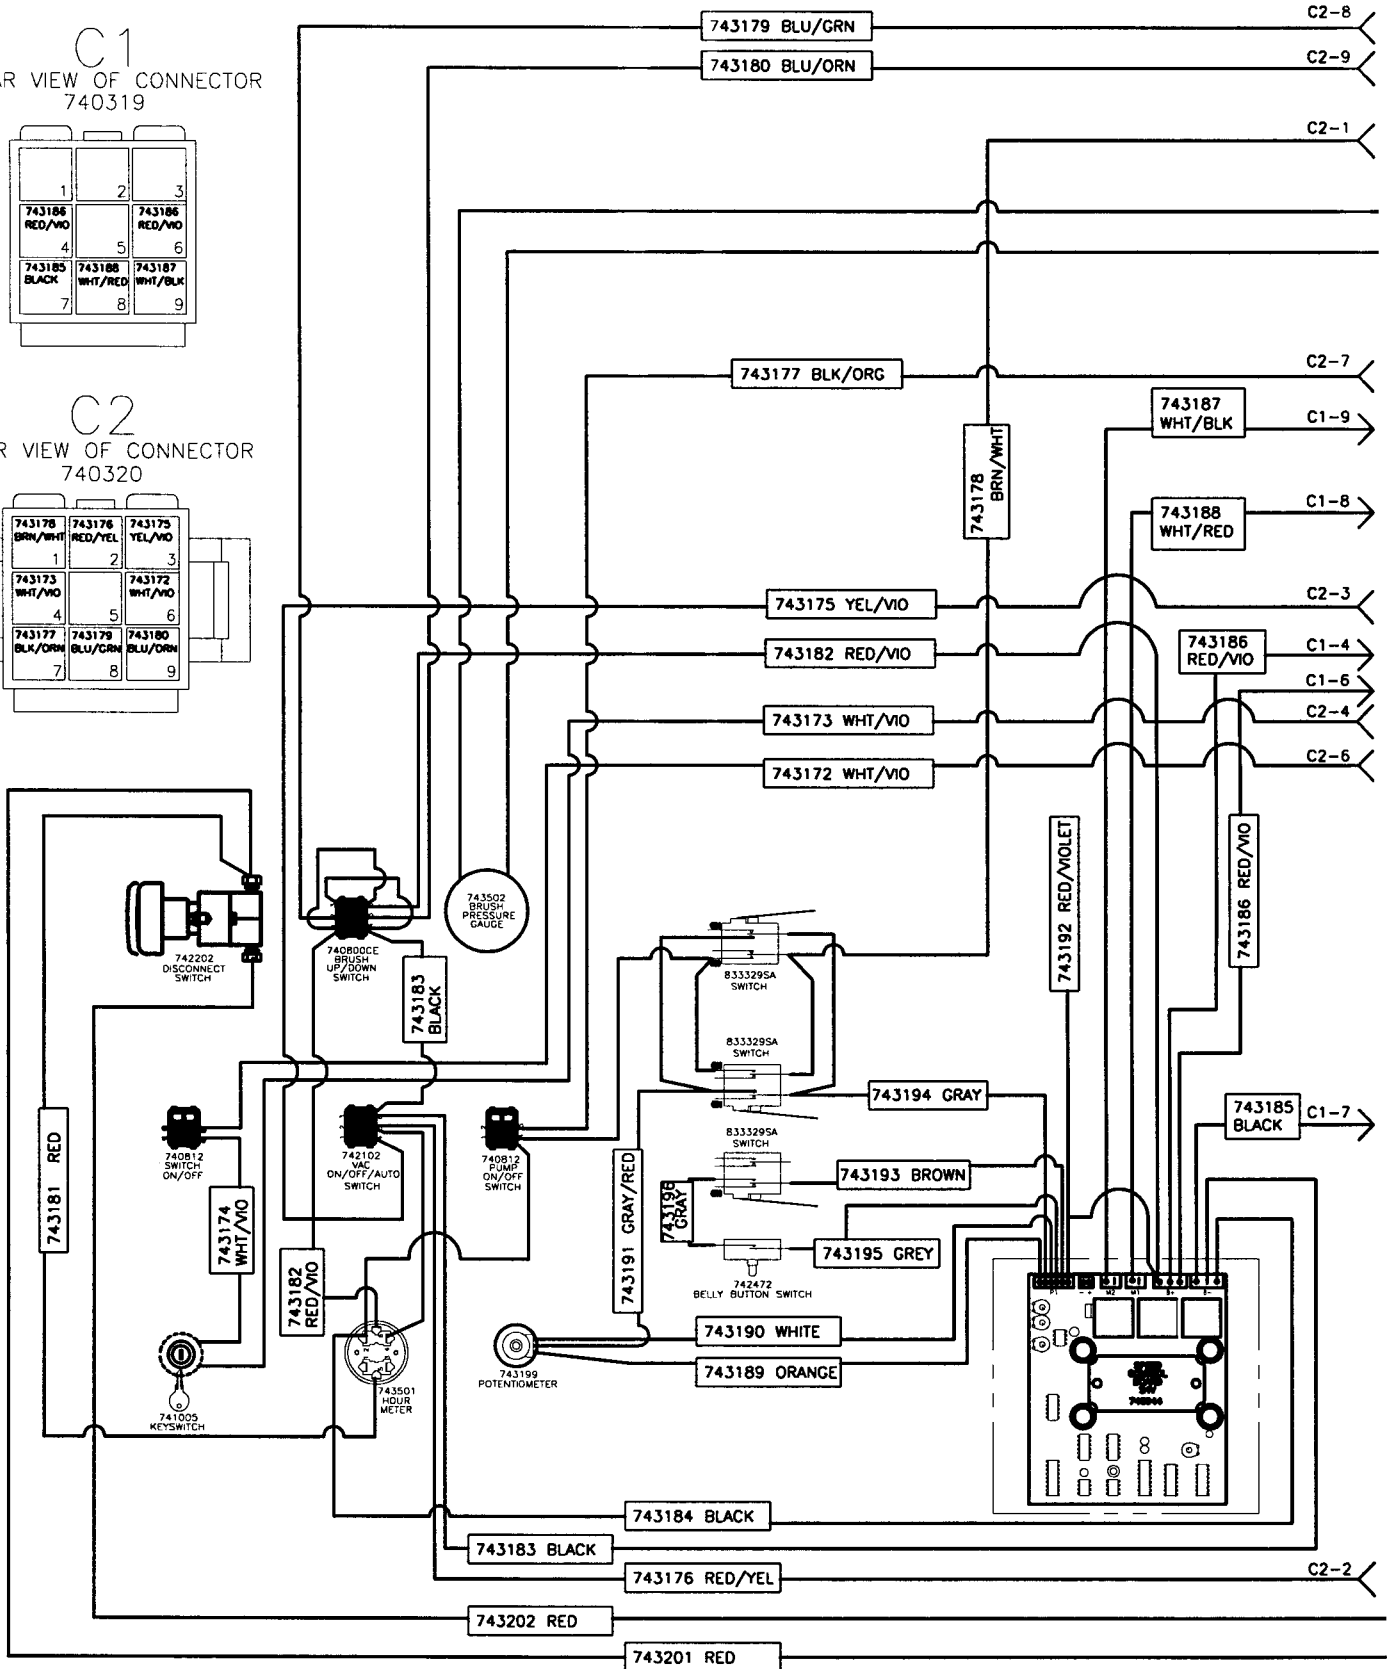 C1
AR VIEW OF CONNECTOR
740319
1
2
3
743186
RED/VIO
4
5
743186
RED/VIO
6
743185
BLACK
7
743188
WHT/RED
8
743187
WHT/BLK
9
C2
R VIEW OF CONNECTOR
740320
743178
BRN/WHT
1
743176
RED/YEL
2
743175
YEL/VIO
3
743173
WHT/VIO
4
5
743172
WHT/VIO
6
743177
BLK/ORN
7
743179
BLU/GRN
8
743180
BLU/ORN
9
743179 BLU/GRN
C2-8
743180 BLU/ORN
C2-9
C2-1
743177 BLK/ORG
C2-7
743187
WHT/BLK
C1-9
743178
BRN/WHT
743188
WHT/RED
C1-8
743175 YEL/VIO
C2-3
743182 RED/VIO
743186
RED/VIO
C1-4
C1-6
743173 WHT/VIO
C2-4
743172 WHT/VIO
C2-6
743192 RED/VIOLET
743186 RED/VIO
742202
DISCONNECT
SWITCH
740800CE
BRUSH
UP/DOWN
SWITCH
743502
BRUSH
PRESSURE
GAUGE
743183
BLACK
833329SA
SWITCH
833329SA
SWITCH
743194 GRAY
743185
BLACK
C1-7
743181 RED
740812
SWITCH
ON/OFF
742102
VAC
ON/OFF/AUTO
SWITCH
740812
PUMP
ON/OFF
SWITCH
833329SA
SWITCH
743193 BROWN
743174
WHT/VIO
743191 GRAY/RED
743196
GRAY
743195 GREY
743182
RED/VIO
742472
BELLY BUTTON SWITCH
P1
- +
M2
M1
B+
B-
743190 WHITE
743189 ORANGE
741005
KEYSWITCH
743501
HOUR
METER
743199
POTENTIOMETER
743184 BLACK
743183 BLACK
743176 RED/YEL
C2-2
743202 RED
743201 RED